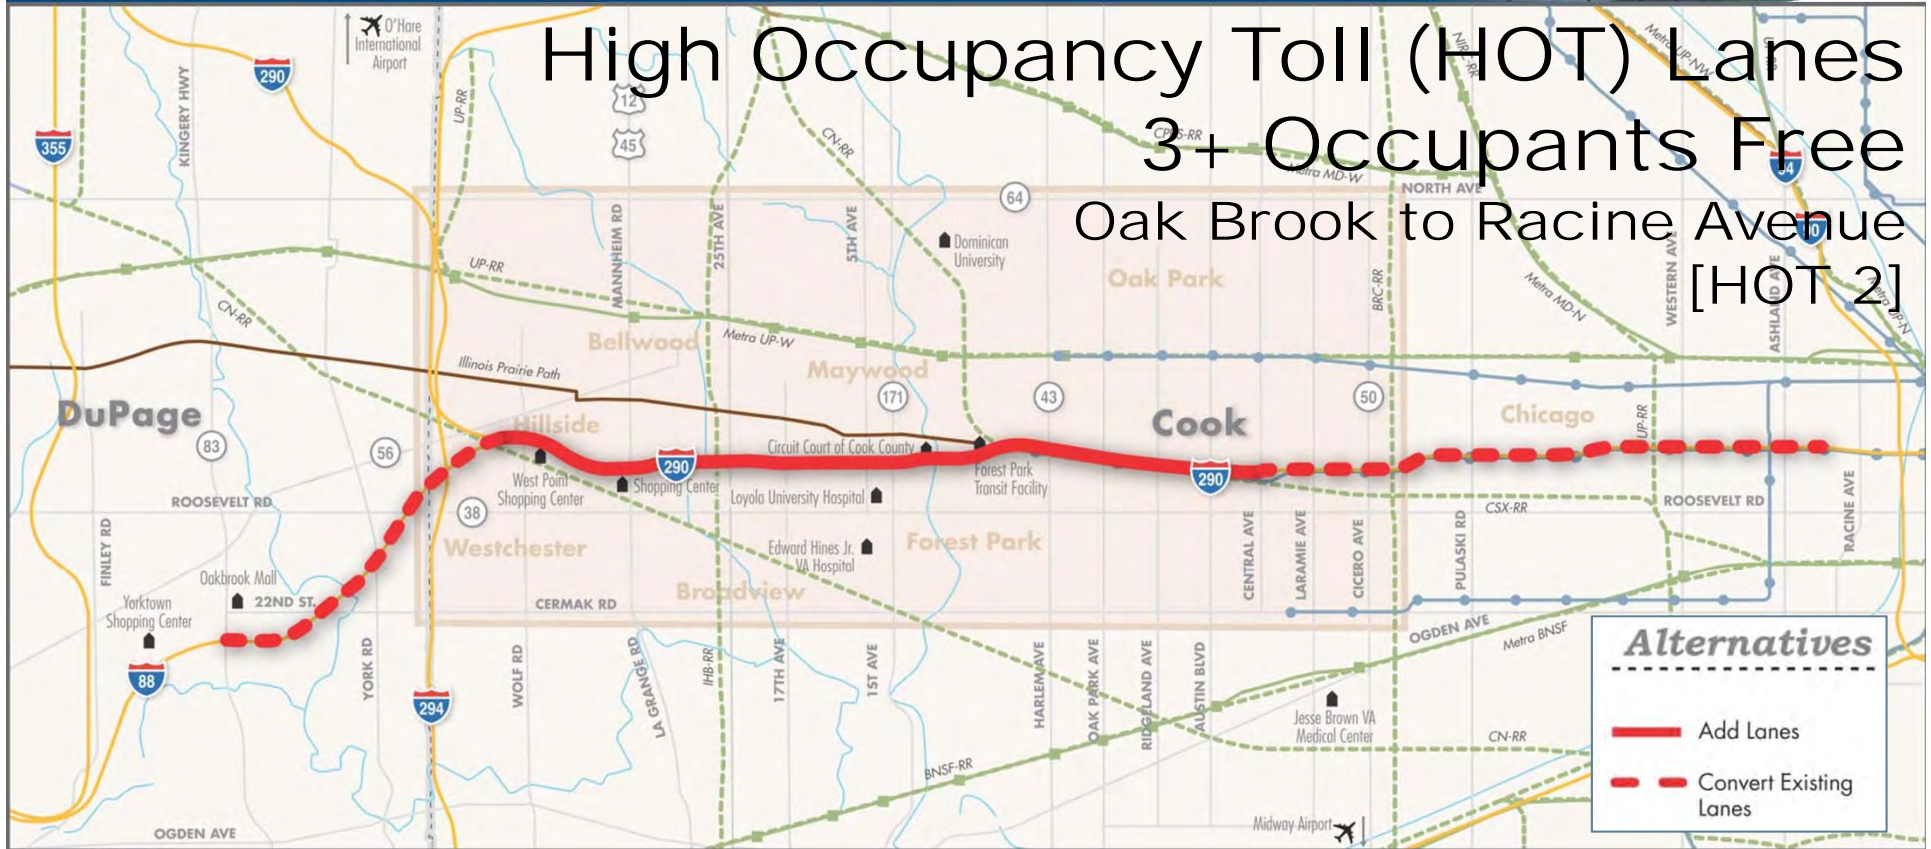 High Occupancy Toll (HOT) Lanes
3+ Occupants Free
Oak Brook to Racine Avenue
[HOT 2]
O'Hare
International
Airport
290
355
KINGERY HWY
UP-RR
12
45
CN-RR
NIRC-RR
Metra UP-NW
CPRS-RR
Metra MD-W
NORTH AVE
64
MANNHEIM RD
25TH AVE
5TH AVE
Dominican
University
Oak Park
BRC-RR
Metra MD-N
WESTERN AVE
ASHLAND AVE
Metra UP-N
UP-RR
CN-RR
Bellwood
Metra UP-W
Maywood
Illinois Prairie Path
DuPage
83
56
Hillside
171
43
Cook
50
Chicago
UP-RR
Circuit Court of Cook County
290
West Point
Shopping Center
Shopping Center
Loyola University Hospital
Forest Park
Transit Facility
290
ROOSEVELT RD
38
Westchester
Edward Hines Jr.
VA Hospital
Forest Park
CSX-RR
ROOSEVELT RD
FINLEY RD
Oakbrook Mall
22ND ST.
Yorktown
Shopping Center
Broadview
CERMAK RD
CENTRAL AVE
LARAMIE AVE
CICERO AVE
PULASKI RD
RACINE AVE
OGDEN AVE
Metra BNSF
88
294
YORK RD
WOLF RD
LA GRANGE RD
IHB-RR
17TH AVE
1ST AVE
HARLEM AVE
OAK PARK AVE
RIDGELAND AVE
AUSTIN BLVD
Jesse Brown VA
Medical Center
CN-RR
BNSF-RR
OGDEN AVE
Midway Airport
Alternatives
Add Lanes
Convert Existing
Lanes